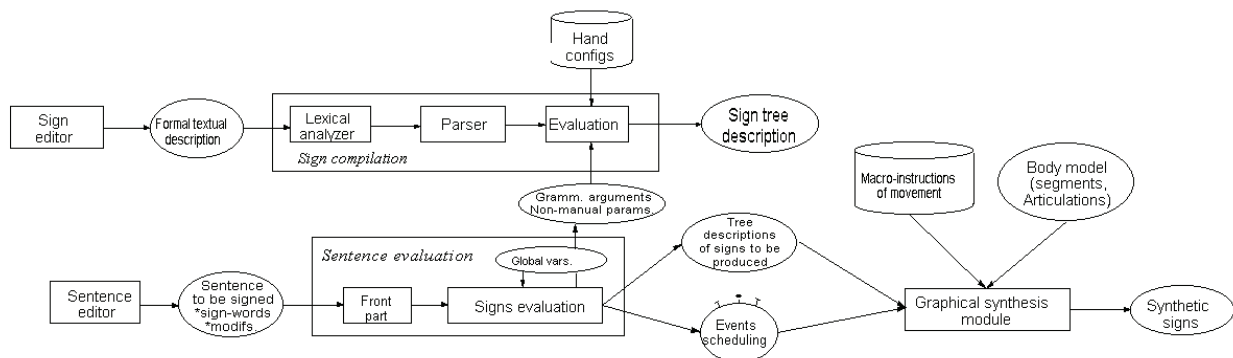 Hand
configs
Sign
editor
Formal textual
description
Lexical
analyzer
Parser
Evaluation
Sign compilation
Sign tree
description
Macro-instructions
of movement
Body model
(segments,
Articulations)
Gramm. arguments
Non-manual params.
Tree
descriptions
of signs to be
produced
Sentence evaluation
Global vars.
Sentence
editor
Sentence
to be signed
*sign-words
*modifs.
Front
part
Signs evaluation
Events
scheduling
Graphical synthesis
module
Synthetic
signs